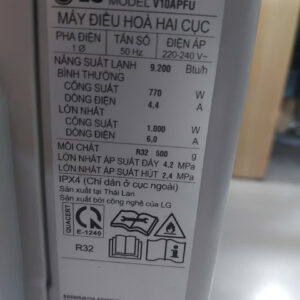 LG MODEL V10APFU
MÁY ĐIỀU HOÀ HAI CỤC
PHA ĐIỆN TẦN SỐ ĐIỆN ÁP
1 Ø 50 Hz 220-240 V~
NĂNG SUẤT LẠNH 9.200 Btu/h
BÌNH THƯỜNG
CÔNG SUẤT 770 W
DÒNG ĐIỆN 4,4 A
LỚN NHẤT
CÔNG SUẤT 1.000 W
DÒNG ĐIỆN 6.0 A
MÔI CHẤT R32 500 g
LỚN NHẤT ÁP SUẤT ĐẨY 4,2 MPa
LỚN NHẤT ÁP SUẤT HÚT 2.4 MPa
IPX4 (Chỉ dẫn ở cục ngoài)
Sản xuất tại Thái Lan
Sản xuất bởi công nghệ của LG
QUACERT
E-1249
R32